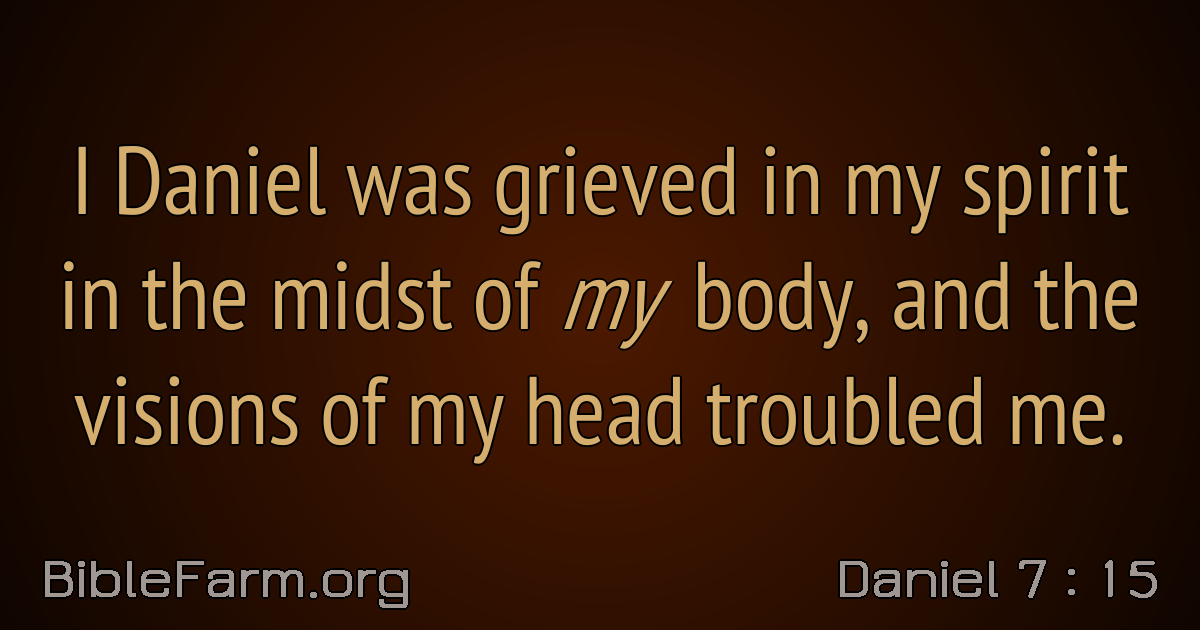 I Daniel was grieved in my spirit
in the midst of my body, and the
visions of my head troubled me.
BibleFarm.org
Daniel 7 : 15